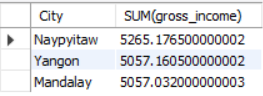 City SUM(gross_income)
Naypyitaw 5265.176500000002
Yangon 5057.160500000002
Mandalay 5057.032000000003